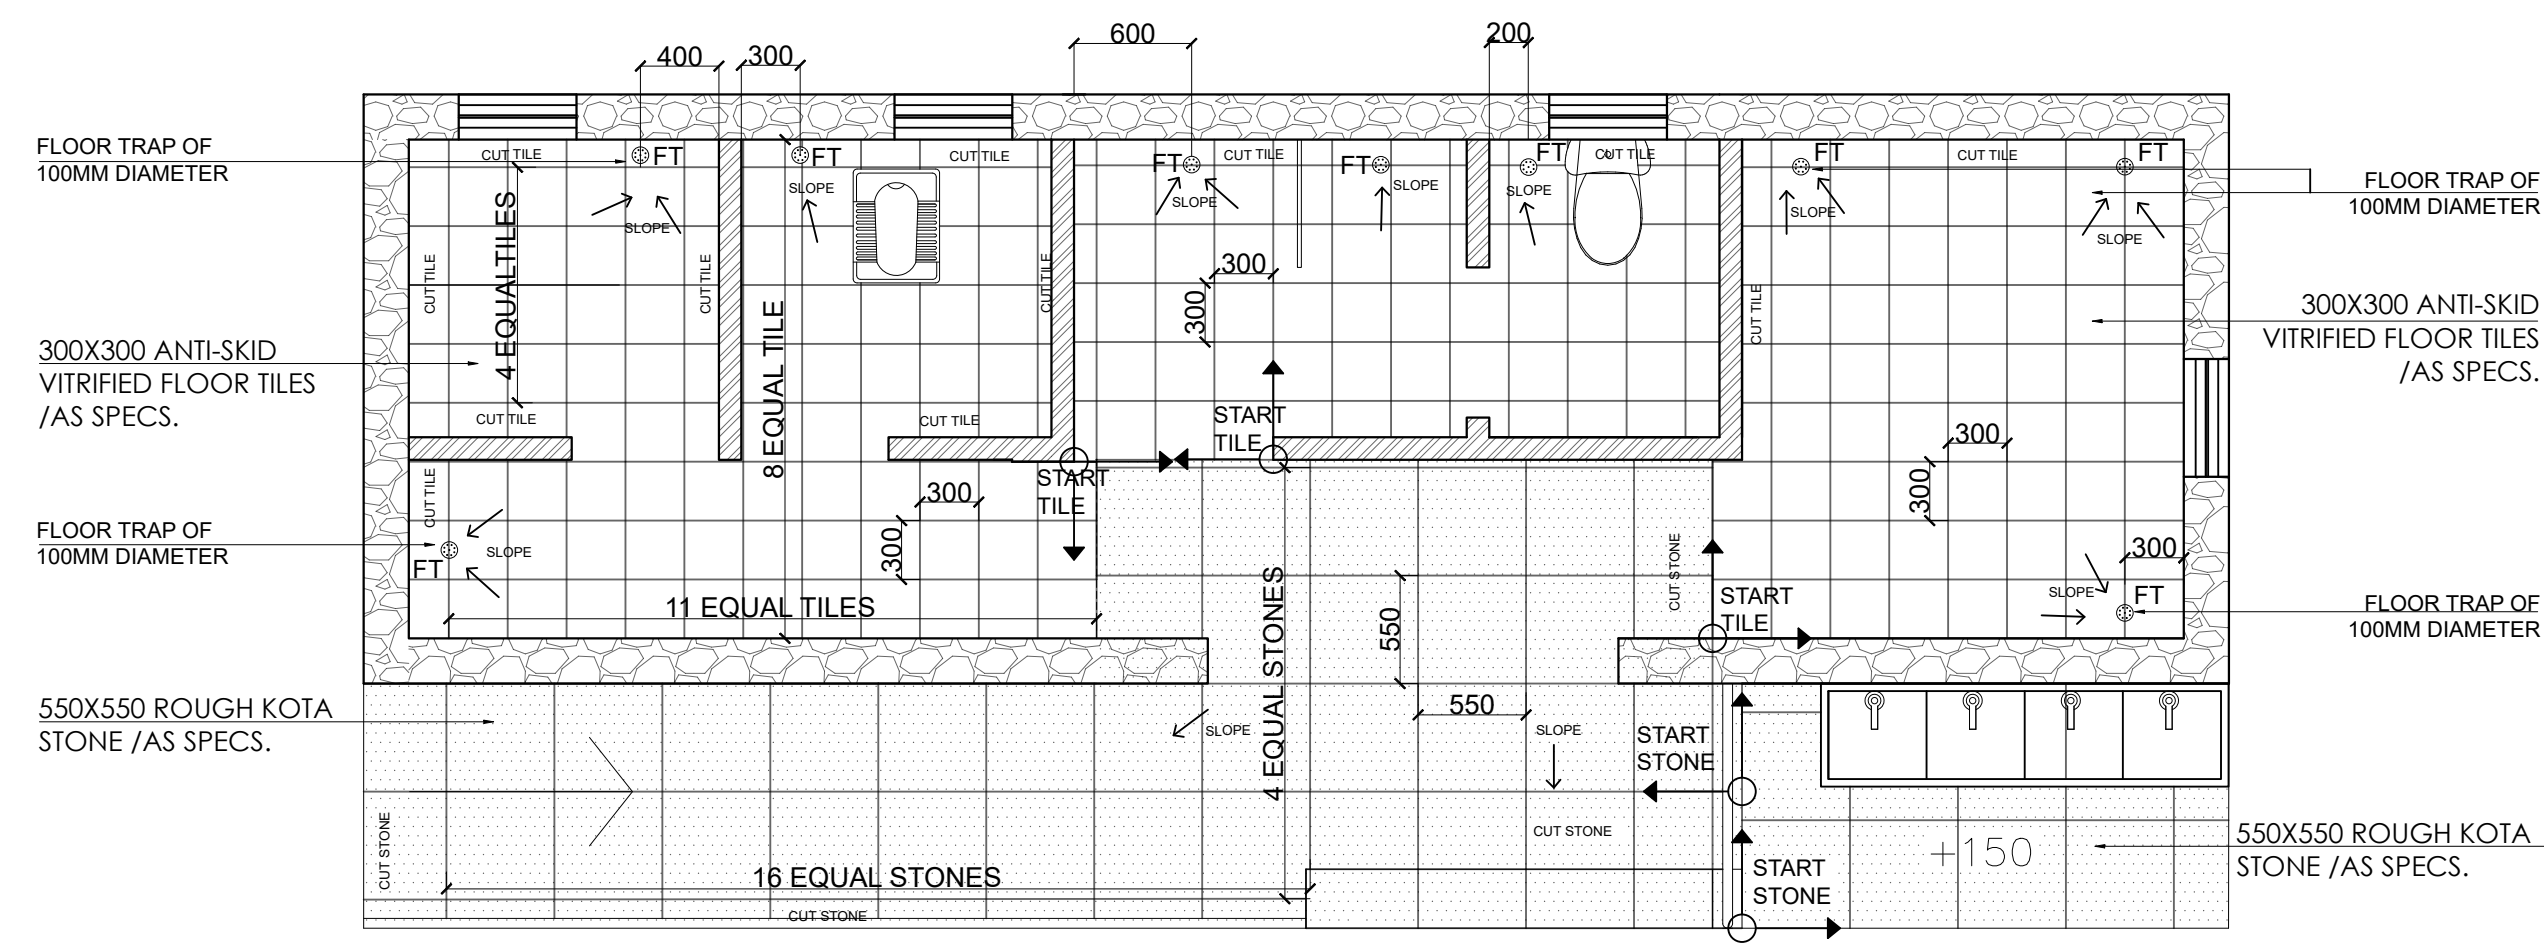 600
200
400
300
FLOOR TRAP OF
100MM DIAMETER
CUT TILE
FT
FT
CUT TILE
FT
CUT TILE
FT
FT
CUT TILE
FT
CUT TILE
FT
FLOOR TRAP OF
100MM DIAMETER
SLOPE
SLOPE
SLOPE
SLOPE
SLOPE
SLOPE
SLOPE
CUT TILE
4 EQUALTILES
CUT TILE
8 EQUAL TILE
CUT TILE
300
300
CUT TILE
300X300 ANTI-SKID
VITRIFIED FLOOR TILES
/AS SPECS.
300X300 ANTI-SKID
VITRIFIED FLOOR TILES
/AS SPECS.
CUT TILE
CUT TILE
START
TILE
300
300
CUT TILE
START
TILE
300
300
FLOOR TRAP OF
100MM DIAMETER
FT
SLOPE
11 EQUAL TILES
4 EQUAL STONES
550
550
CUT STONE
START
TILE
300
SLOPE
FT
FLOOR TRAP OF
100MM DIAMETER
550X550 ROUGH KOTA
STONE /AS SPECS.
SLOPE
SLOPE
START
STONE
CUT STONE
CUT STONE
16 EQUAL STONES
CUT STONE
START
STONE
+150
550X550 ROUGH KOTA
STONE /AS SPECS.